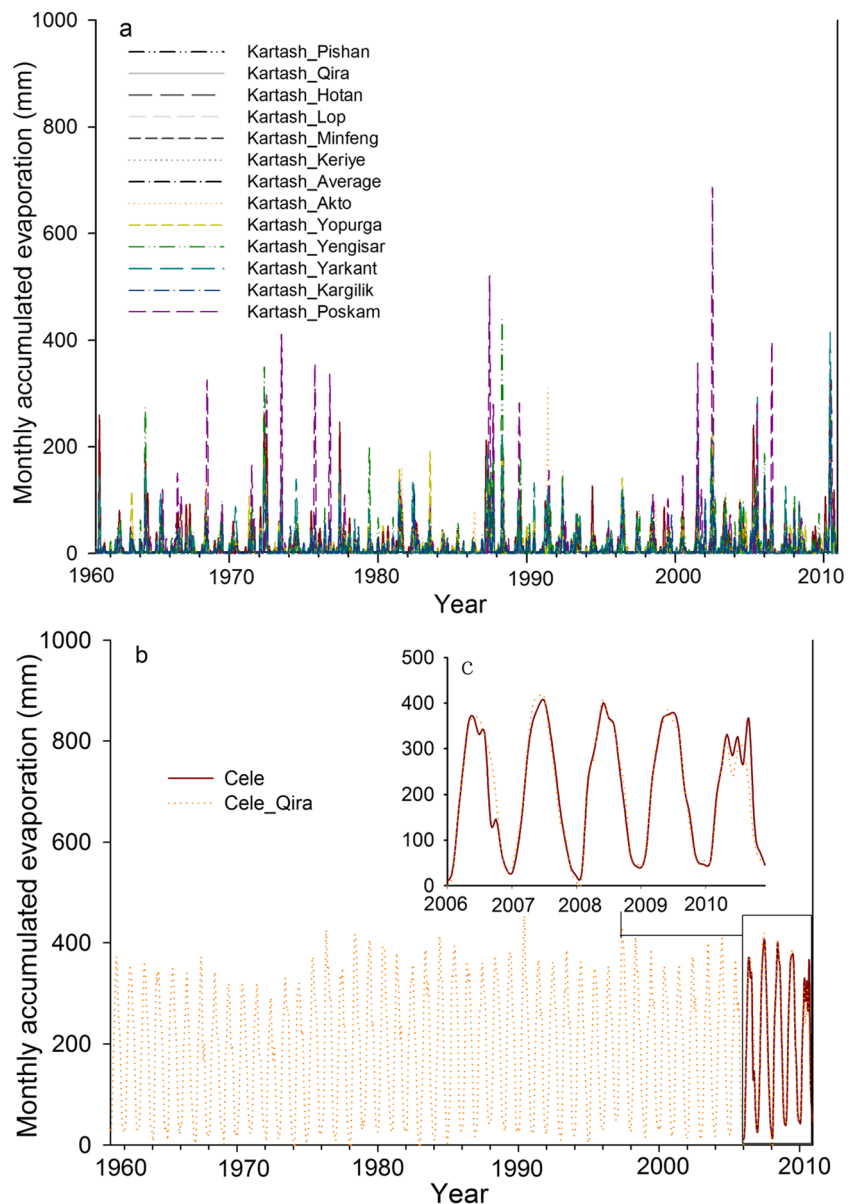 a
Monthly accumulated evaporation (mm)
1000
800
600
400
200
0
Kartash_Pishan
Kartash_Qira
Kartash_Hotan
Kartash_Lop
Kartash_Minfeng
Kartash_Keriye
Kartash_Average
Kartash_Akto
Kartash_Yopurga
Kartash_Yengisar
Kartash_Yarkant
Kartash_Kargilik
Kartash_Poskam
1960 1970 1980 1990 2000 2010
Year
b
Monthly accumulated evaporation (mm)
1000
800
600
400
200
0
Cele
Cele_Qira
c
500
400
300
200
100
0
2006 2007 2008 2009 2010
1960 1970 1980 1990 2000 2010
Year